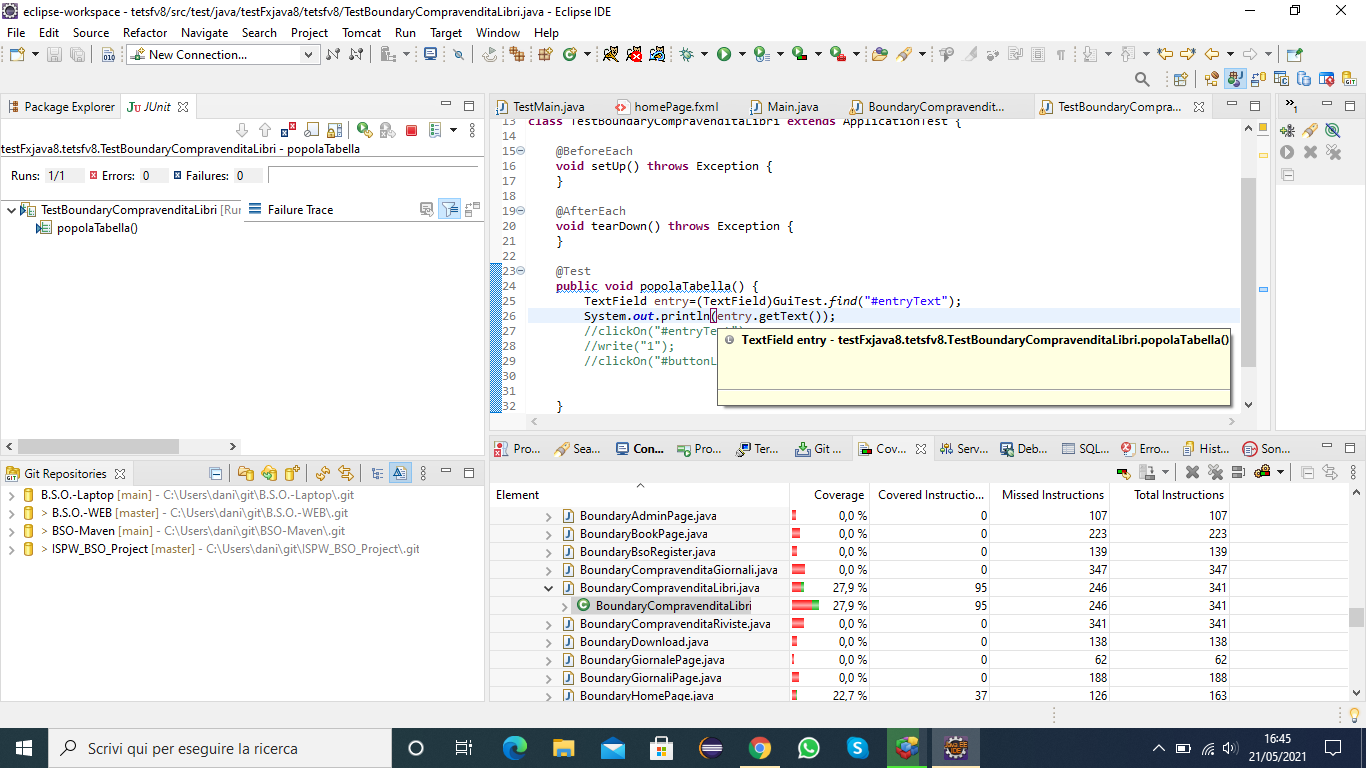 eclipse-workspace - tetsfv8/src/test/java/testFxjava8/tetsfv8/TestBoundaryCompravenditaLibri.java - Eclipse IDE
File Edit Source Refactor Navigate Search Project Tomcat Run Target Window Help
New Connection...
Package Explorer JUnit
testFxjava8.tetsfv8.TestBoundaryCompravenditaLibri - popolaTabella
Runs: 1/1 Errors: 0 Failures: 0
TestBoundaryCompravenditaLibri [Run
popolaTabella()
Failure Trace
Git Repositories
B.S.O.-Laptop [main] - C:\Users\dani\git\B.S.O.-Laptop\.git
> B.S.O.-WEB [master] - C:\Users\dani\git\B.S.O.-WEB\.git
> BSO-Maven [main] - C:\Users\dani\git\BSO-Maven\.git
> ISPW_BSO_Project [master] - C:\Users\dani\git\ISPW_BSO_Project\.git
TestMain.java homePage.fxml Main.java BoundaryCompravendit... TestBoundaryCompra...
»1
13 class TestBoundaryCompravenditaLibri extends ApplicationTest {
14
15 @BeforeEach
16 void setUp() throws Exception {
17 }
18
19 @AfterEach
20 void tearDown() throws Exception {
21 }
22
23 @Test
24 public void popolaTabella() {
25 TextField entry=(TextField)GuiTest.find("#entryText");
26 System.out.println(entry.getText());
27 //clickOn("#entryText")
28 //write("1");
29 //clickOn("#buttonL
30
31
32 }
TextField entry - testFxjava8.tetsfv8.TestBoundaryCompravenditaLibri.popolaTabella()
Pro... Sea... Con... Pro... Ter... Git ... Cov... Serv... Deb... SQL... Erro... Hist... Son...
Element Coverage Covered Instructio... Missed Instructions Total Instructions
BoundaryAdminPage.java 0,0 % 0 107 107
BoundaryBookPage.java 0,0 % 0 223 223
BoundaryBsoRegister.java 0,0 % 0 139 139
BoundaryCompravenditaGiornali.java 0,0 % 0 347 347
BoundaryCompravenditaLibri.java 27,9 % 95 246 341
BoundaryCompravenditaLibri 27,9 % 95 246 341
BoundaryCompravenditaRiviste.java 0,0 % 0 341 341
BoundaryDownload.java 0,0 % 0 138 138
BoundaryGiornalePage.java 0,0 % 0 62 62
BoundaryGiornaliPage.java 0,0 % 0 188 188
BoundaryHomePage.java 22,7 % 37 126 163
Scrivi qui per eseguire la ricerca
16:45
21/05/2021